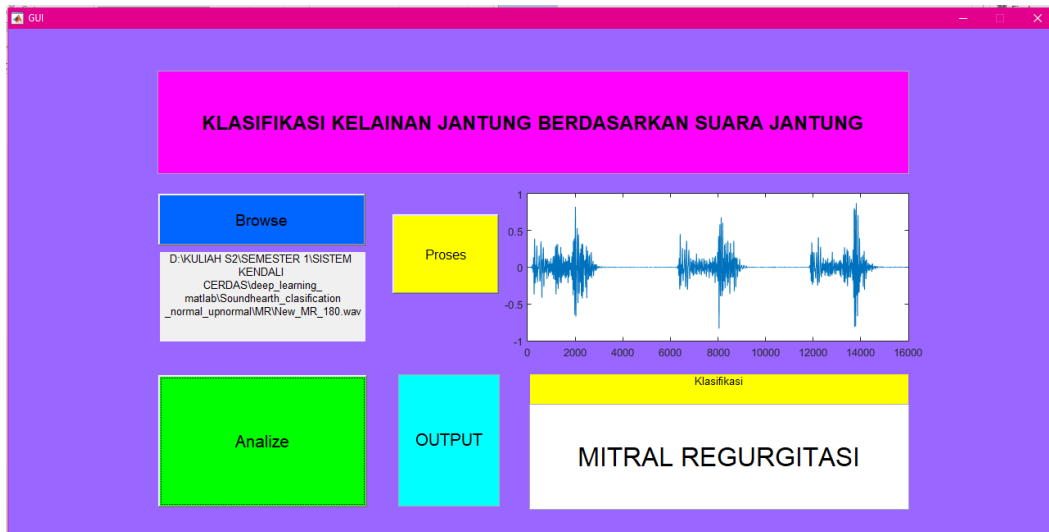 GUI
KLASIFIKASI KELAINAN JANTUNG BERDASARKAN SUARA JANTUNG
Browse
D:\KULIAH S2\SEMESTER 1\SISTEM
KENDALI
CERDAS\deep_learning_
matlab\Soundhearth_clasification
_normal_upnormal\MR\New_MR_180.wav
Proses
1
0.5
0
-0.5
-1
0 2000 4000 6000 8000 10000 12000 14000 16000
Analize
OUTPUT
Klasifikasi
MITRAL REGURGITASI